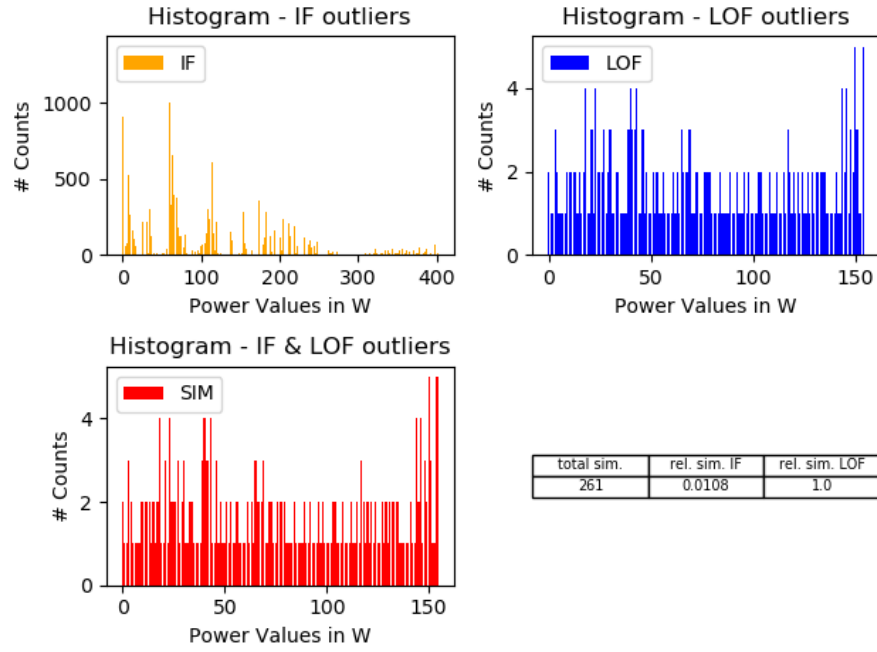 Histogram - IF outliers
IF
# Counts
1000
500
0
0 100 200 300 400
Power Values in W
Histogram - LOF outliers
LOF
# Counts
4
2
0
0 50 100 150
Power Values in W
Histogram - IF & LOF outliers
SIM
# Counts
4
2
0
0 50 100 150
Power Values in W
total sim. rel. sim. IF rel. sim. LOF
261 0.0108 1.0